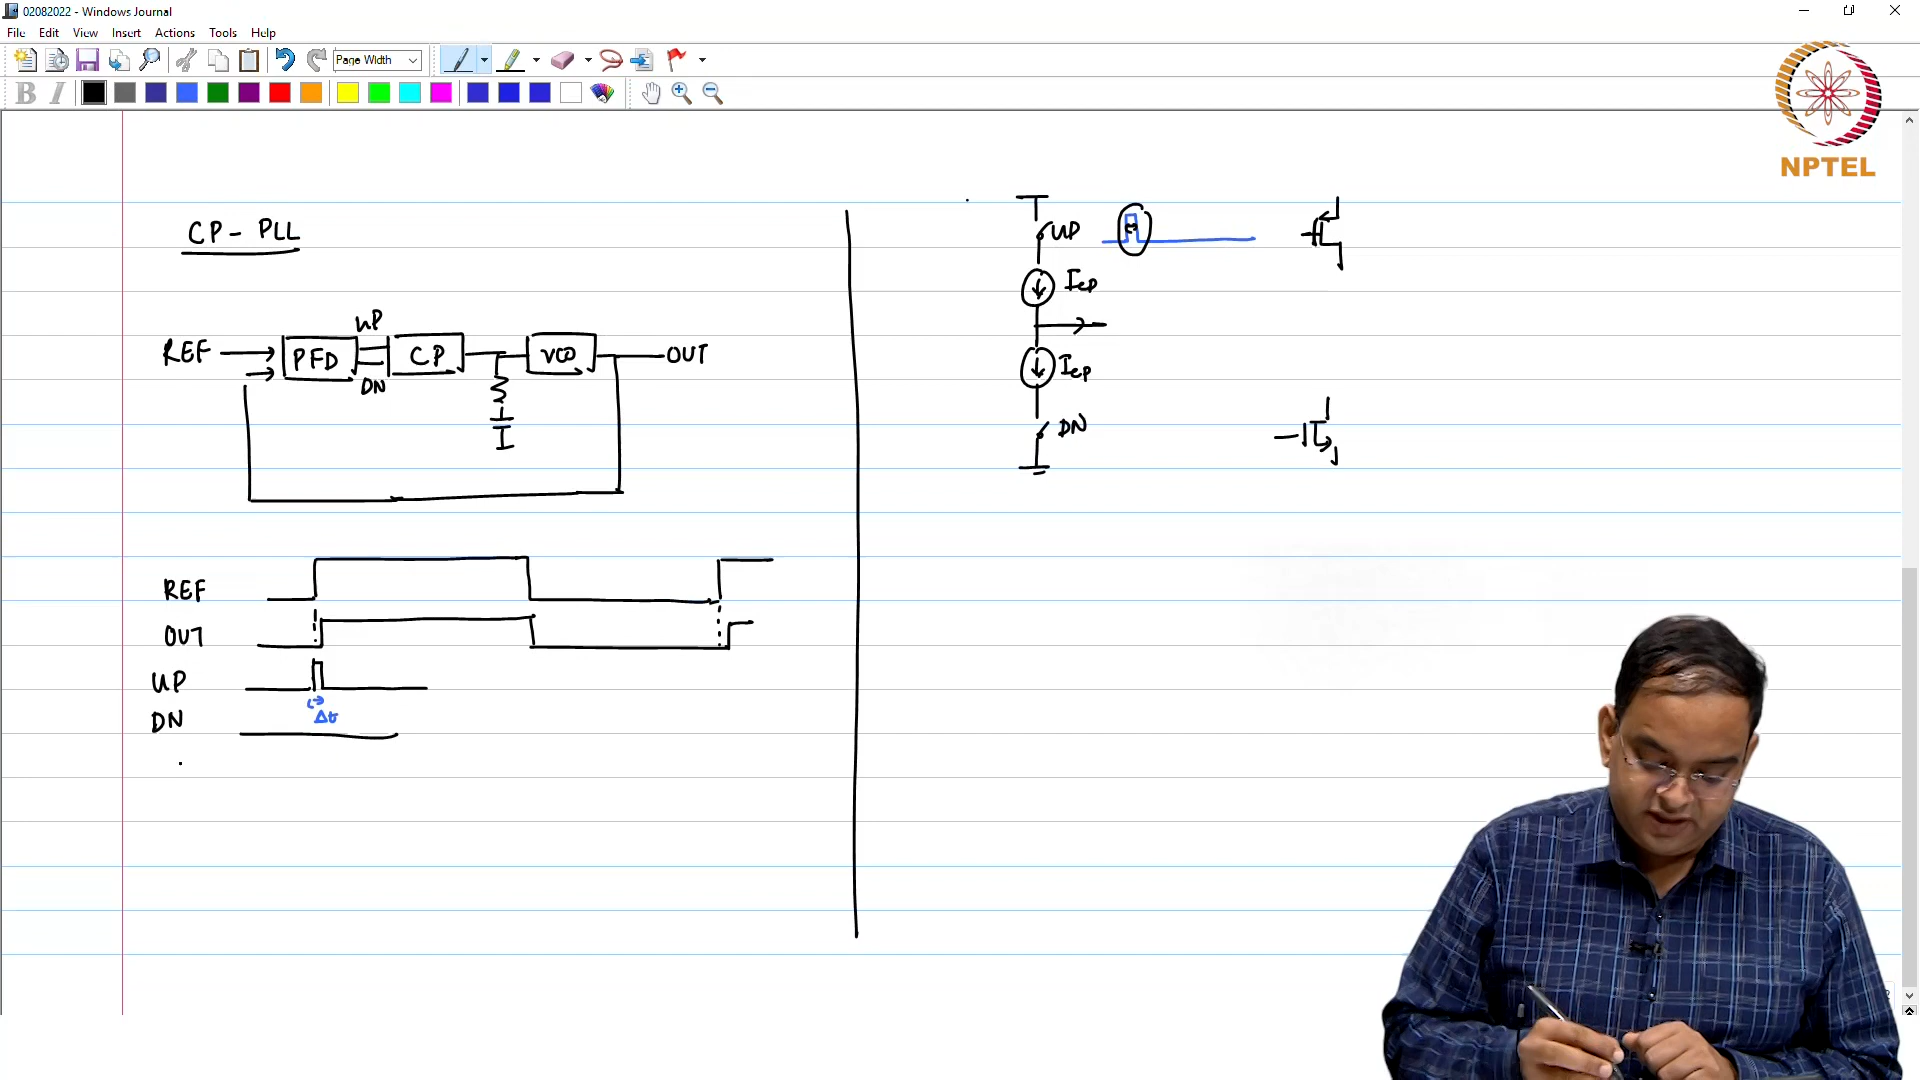 02082022 - Windows Journal
File Edit View Insert Actions Tools Help
Page Width
B I
NPTEL
CP - PLL
REF
PFD
UP
DN
CP
VCO
OUT
REF
OUT
UP
Δt
DN
UP
Icp
Icp
DN